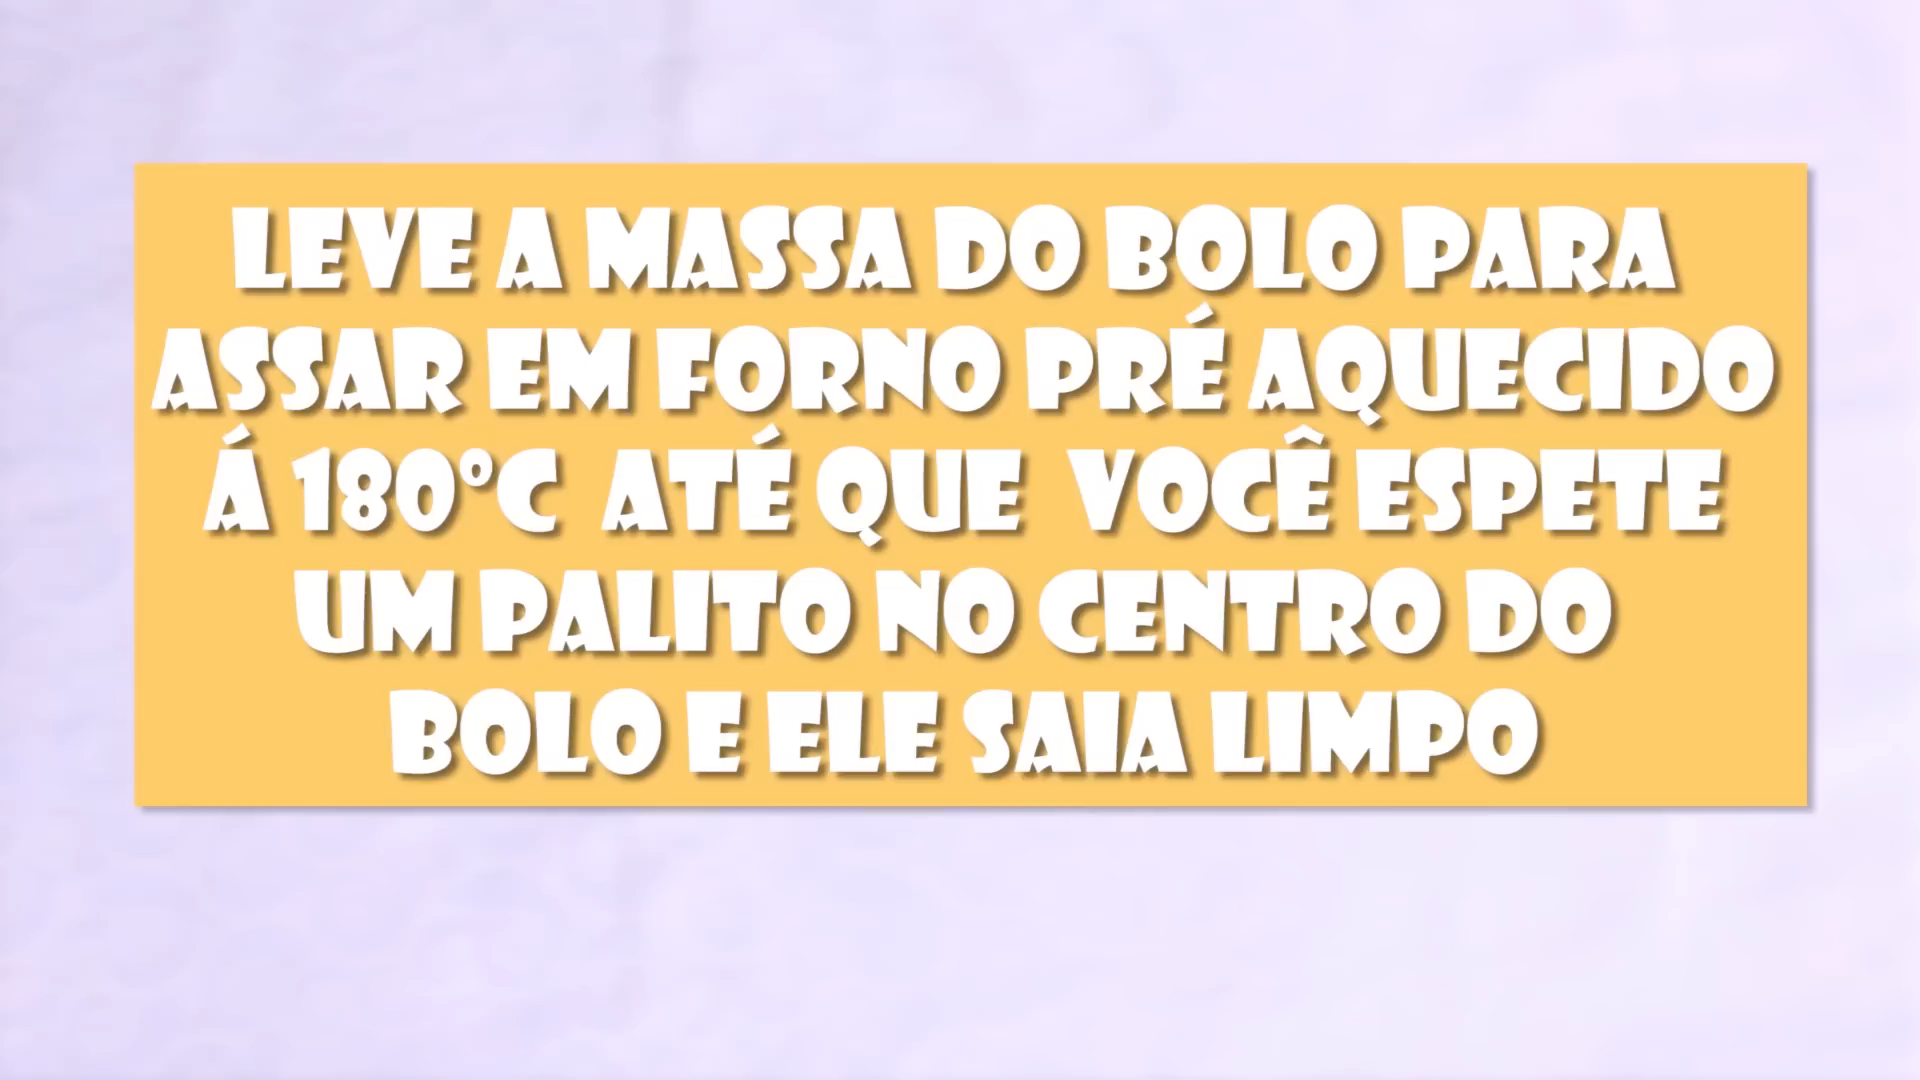 LEVE A MASSA DO BOLO PARA
ASSAR EM FORNO PRÉ AQUECIDO
Á 180ºC ATÉ QUE VOCÊ ESPETE
UM PALITO NO CENTRO DO
BOLO E ELE SAIA LIMPO